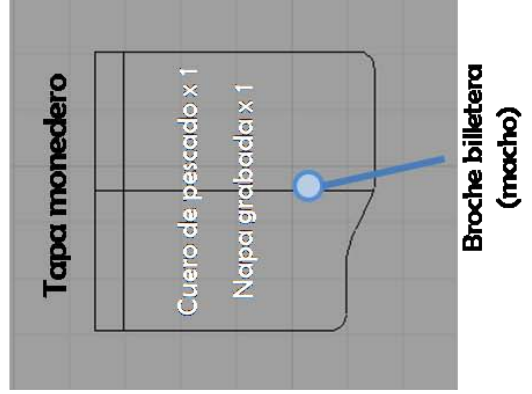 Tapa monedero
Cuero de pescado x 1
Napa grabada x 1
Broche billetera
(macho)